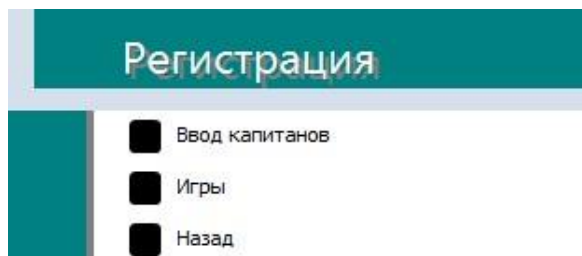 Регистрация
Ввод капитанов
Игры
Назад